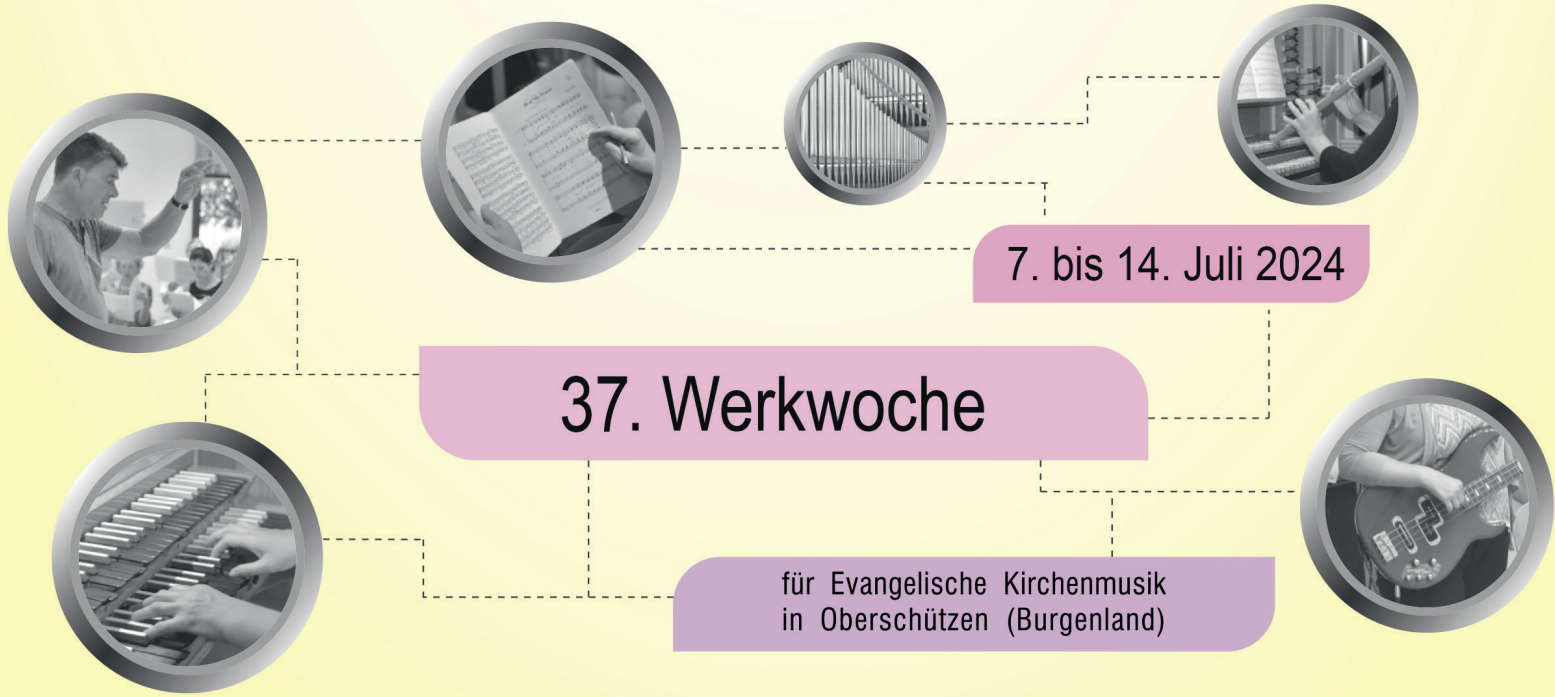 7. bis 14. Juli 2024
37. Werkwoche
für Evangelische Kirchenmusik
in Oberschützen (Burgenland)